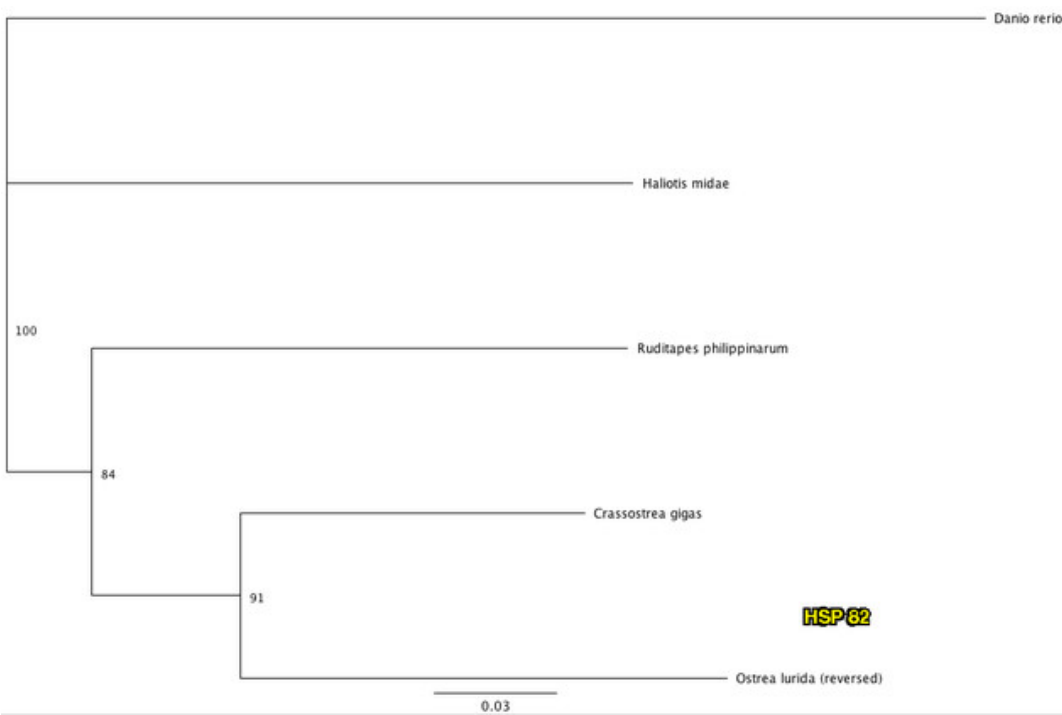 Danio rerio
Haliotis midae
100
Ruditapes philippinarum
84
Crassostrea gigas
91
HSP 82
Ostrea lurida (reversed)
0.03